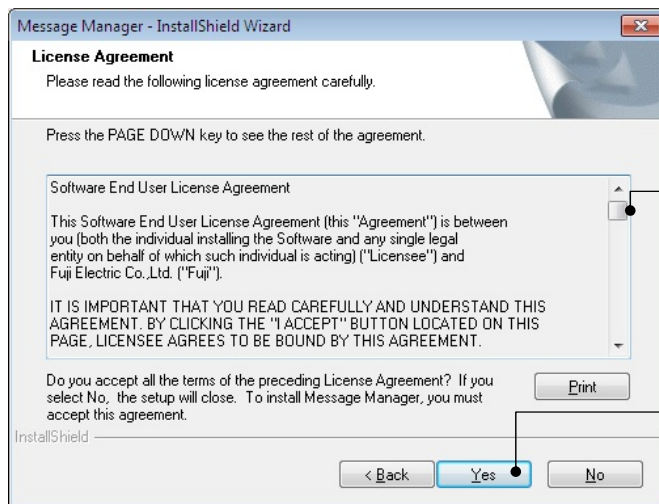 Message Manager - InstallShield Wizard
License Agreement
Please read the following license agreement carefully.
Press the PAGE DOWN key to see the rest of the agreement.
Software End User License Agreement
This Software End User License Agreement (this "Agreement") is between
you (both the individual installing the Software and any single legal
entity on behalf of which such individual is acting) ("Licensee") and
Fuji Electric Co.,Ltd. ("Fuji").
IT IS IMPORTANT THAT YOU READ CAREFULLY AND UNDERSTAND THIS
AGREEMENT. BY CLICKING THE "I ACCEPT" BUTTON LOCATED ON THIS
PAGE, LICENSEE AGREES TO BE BOUND BY THIS AGREEMENT.
Do you accept all the terms of the preceding License Agreement? If you
select No, the setup will close. To install Message Manager, you must
accept this agreement.
Print
InstallShield
< Back Yes No